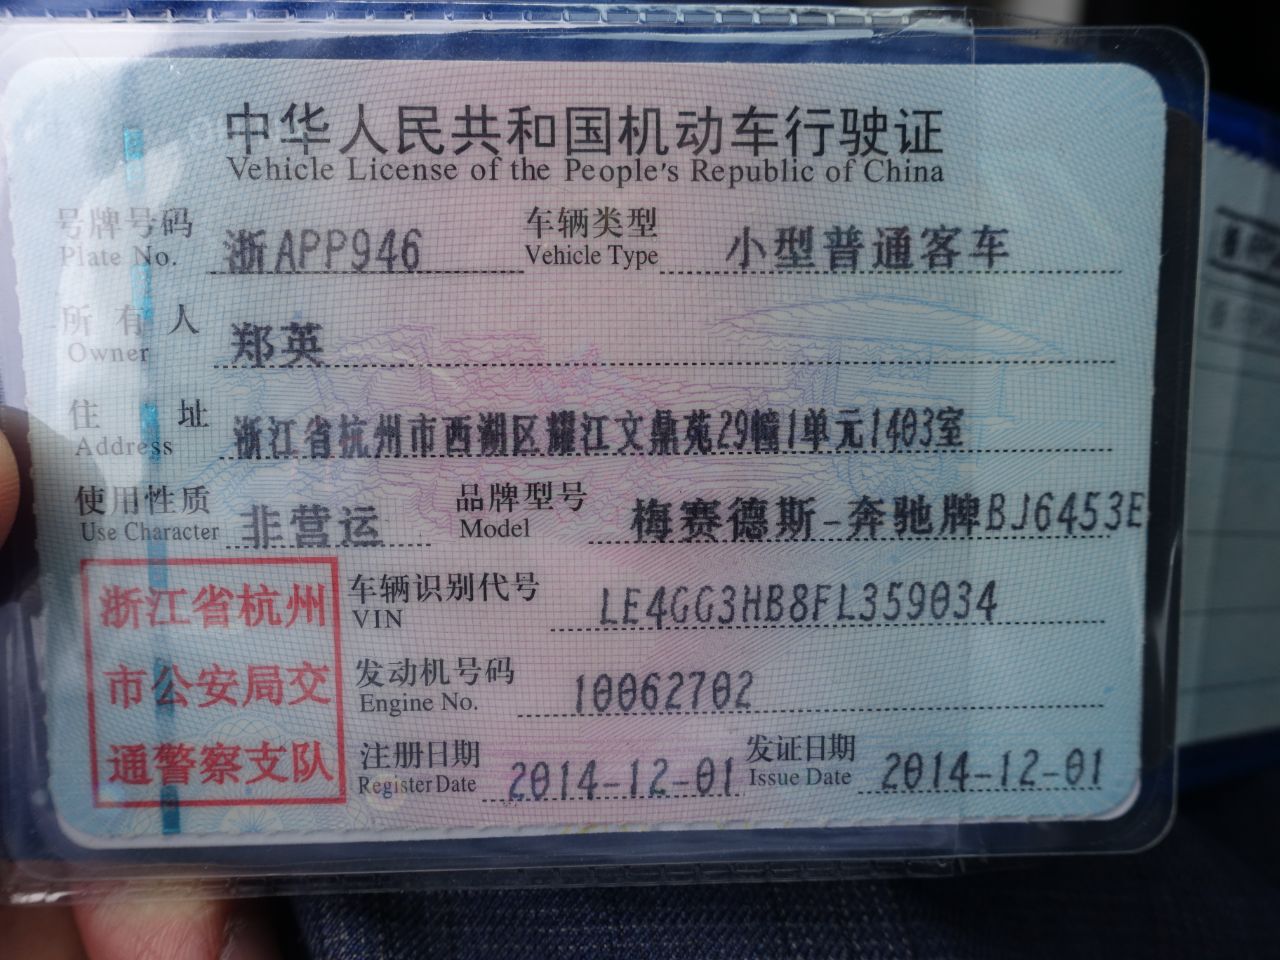 中华人民共和国机动车行驶证
Vehicle License of the People's Republic of China
号牌号码 浙APP946 车辆类型 小型普通客车
Plate No. Vehicle Type
所有人 郑英
Owner
住址 浙江省杭州市西湖区耀江文鼎苑29幢1单元1403室
Address
使用性质 非营运 品牌型号 梅赛德斯-奔驰牌BJ6453E
Use Character Model
浙江省杭州
市公安局交
通警察支队
车辆识别代号 LE4GG3HB8FL359034
VIN
发动机号码 10062702
Engine No.
注册日期 2014-12-01 发证日期 2014-12-01
Register Date Issue Date